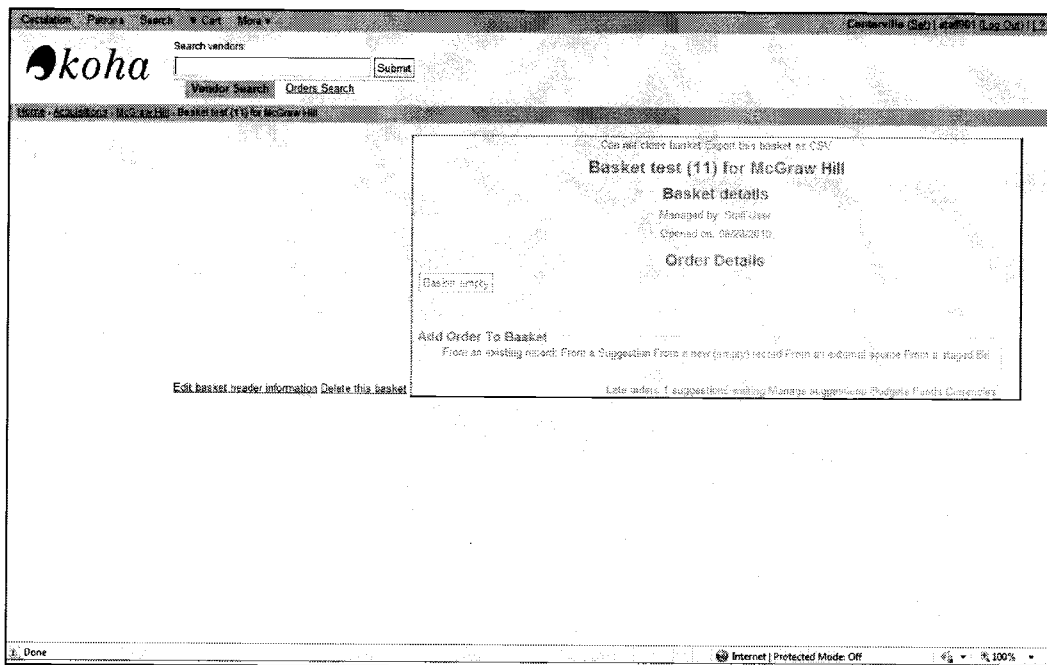 Circulation Patrons Search ▼ Cart More ▾
Centerville (Set) | staff001 (Log Out) | [ ? ]
koha
Search vendors:
Submit
Vendor Search Orders Search
Home › Acquisitions › McGraw Hill › Basket test (11) for McGraw Hill
Can not close basket Export this basket as CSV
Basket test (11) for McGraw Hill
Basket details
Managed by: Staff User
Opened on:
Order Details
Basket empty
Add Order To Basket
From an existing record: From a Suggestion From a new (empty) record From an external source From a staged
Edit basket header information Delete this basket
Late orders 1 suggestions waiting Manage suggestions Budgets Funds Currencies
Done
Internet | Protected Mode: Off
100%